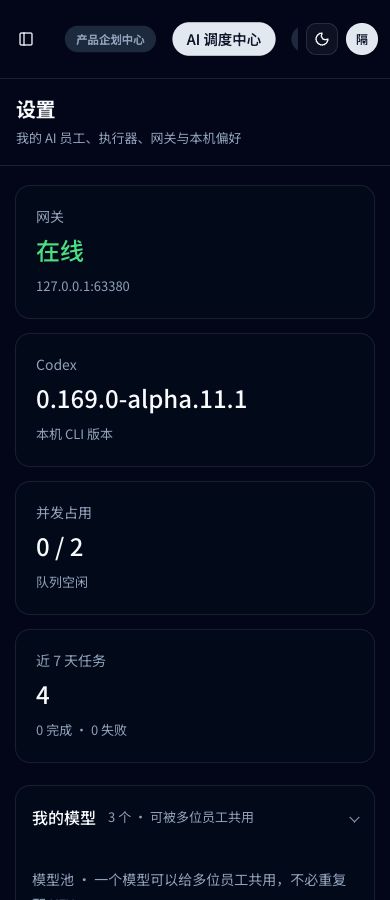 产品企划中心
AI 调度中心
隔
设置
我的 AI 员工、执行器、网关与本机偏好
网关
在线
127.0.0.1:63380
Codex
0.169.0-alpha.11.1
本机 CLI 版本
并发占用
0 / 2
队列空闲
近 7 天任务
4
0 完成 · 0 失败
我的模型 3 个 · 可被多位员工共用
模型池 · 一个模型可以给多位员工共用，不必重复